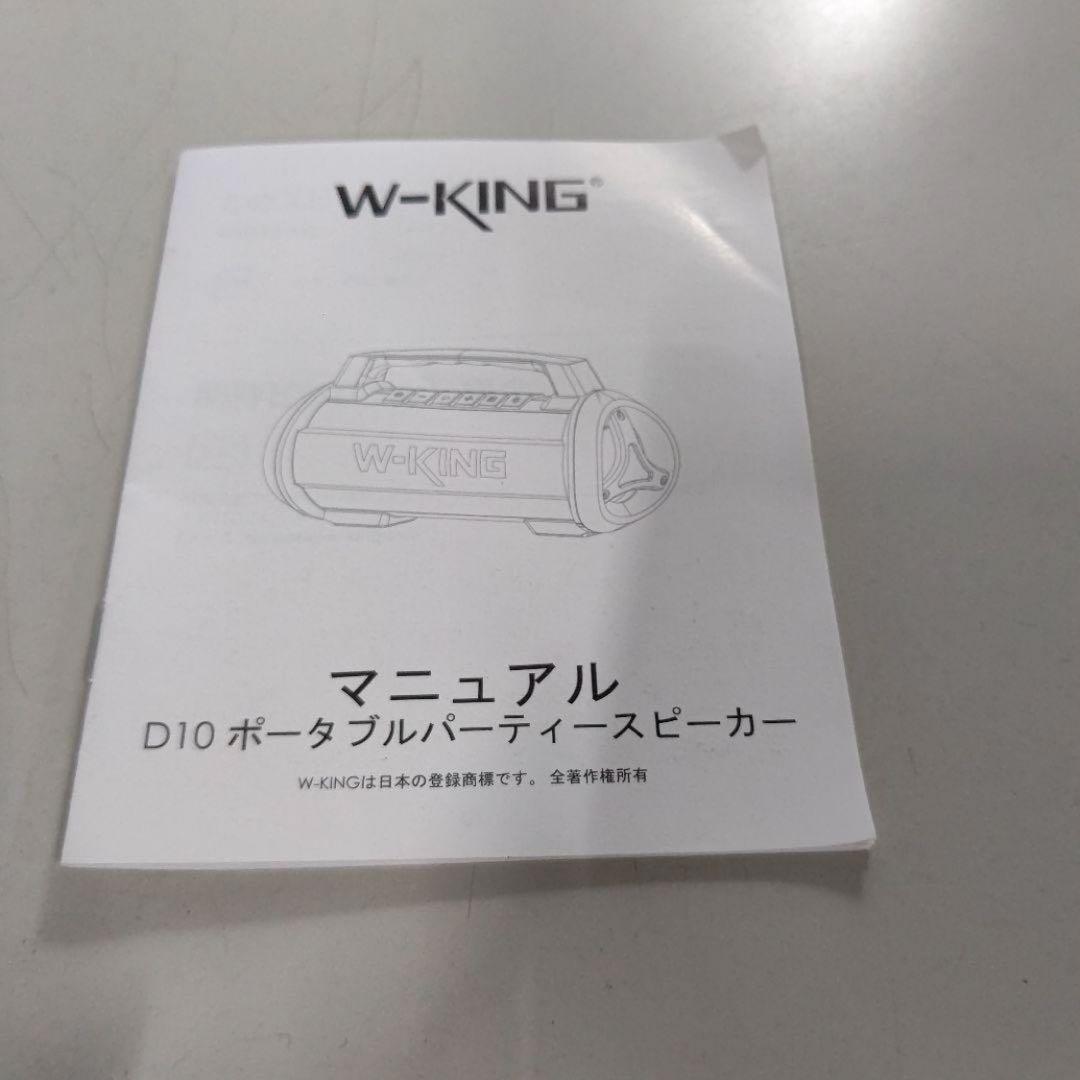 W-KING®
W-KING
マニュアル
D10 ポータブルパーティースピーカー
W-KINGは日本の登録商標です。 全著作権所有